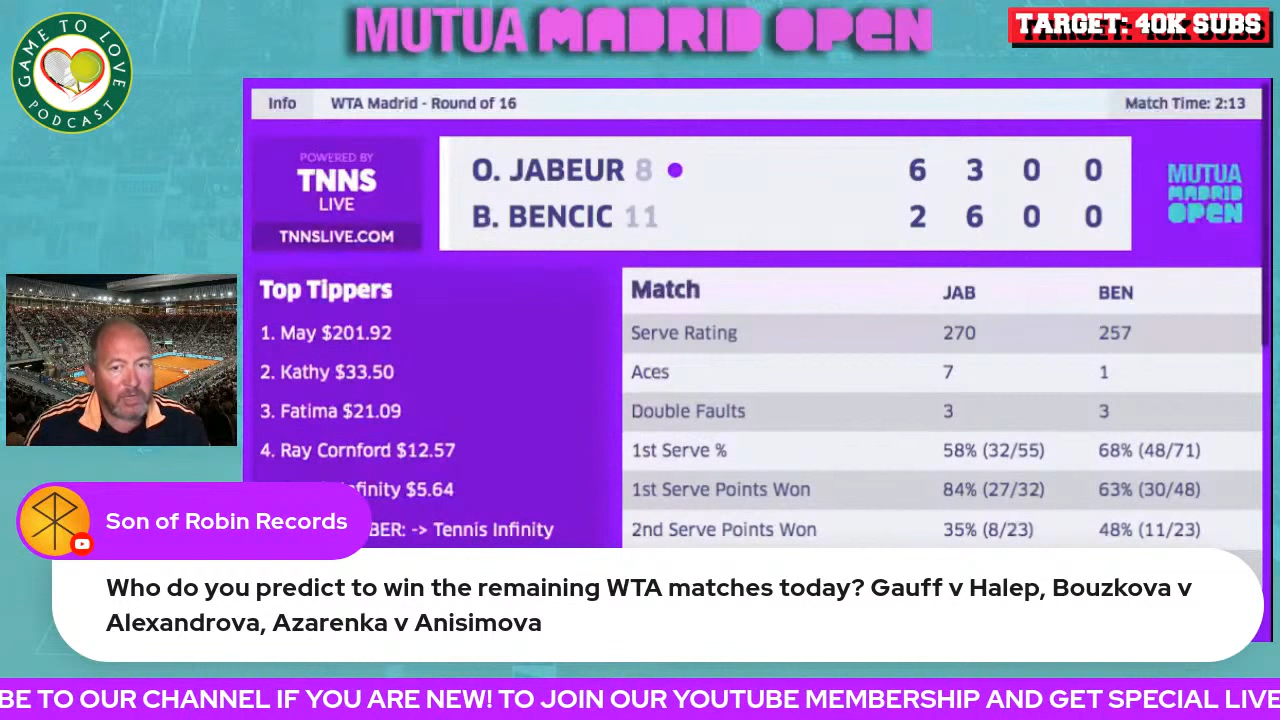 GAME TO LOVE
PODCAST
MUTUA MADRID OPEN
TARGET: 40K SUBS
Info WTA Madrid - Round of 16 Match Time: 2:13
POWERED BY
TNNS
LIVE
TNNSLIVE.COM
O. JABEUR 8 6 3 0 0
B. BENCIC 11 2 6 0 0
MUTUA
MADRID
OPEN
Top Tippers
1. May $201.92
2. Kathy $33.50
3. Fatima $21.09
4. Ray Cornford $12.57
finity $5.64
BER: -> Tennis Infinity
Match JAB BEN
Serve Rating 270 257
Aces 7 1
Double Faults 3 3
1st Serve % 58% (32/55) 68% (48/71)
1st Serve Points Won 84% (27/32) 63% (30/48)
2nd Serve Points Won 35% (8/23) 48% (11/23)
Son of Robin Records
Who do you predict to win the remaining WTA matches today? Gauff v Halep, Bouzkova v
Alexandrova, Azarenka v Anisimova
BE TO OUR CHANNEL IF YOU ARE NEW! TO JOIN OUR YOUTUBE MEMBERSHIP AND GET SPECIAL LIVE